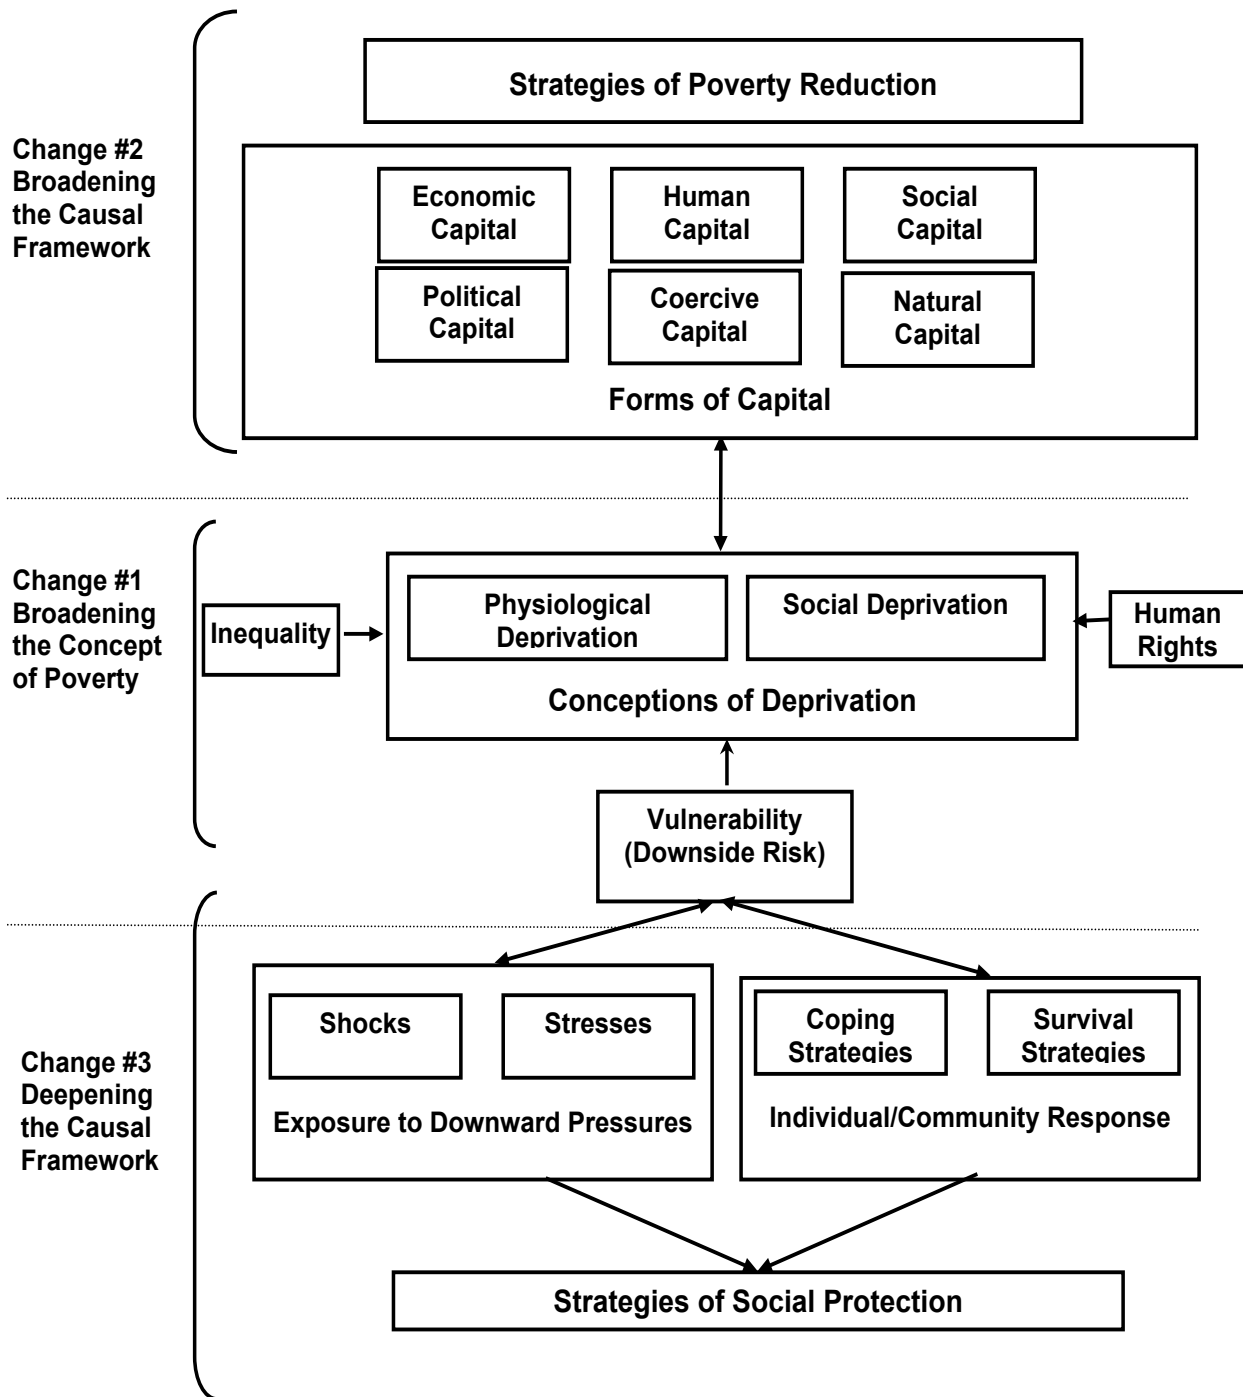 Strategies of Poverty Reduction
Change #2
Broadening
the Causal
Framework
Economic
Capital
Human
Capital
Social
Capital
Political
Capital
Coercive
Capital
Natural
Capital
Forms of Capital
Change #1
Broadening
the Concept
of Poverty
Inequality
Physiological
Deprivation
Social Deprivation
Human
Rights
Conceptions of Deprivation
Vulnerability
(Downside Risk)
Change #3
Deepening
the Causal
Framework
Shocks
Stresses
Exposure to Downward Pressures
Coping
Strategies
Survival
Strategies
Individual/Community Response
Strategies of Social Protection